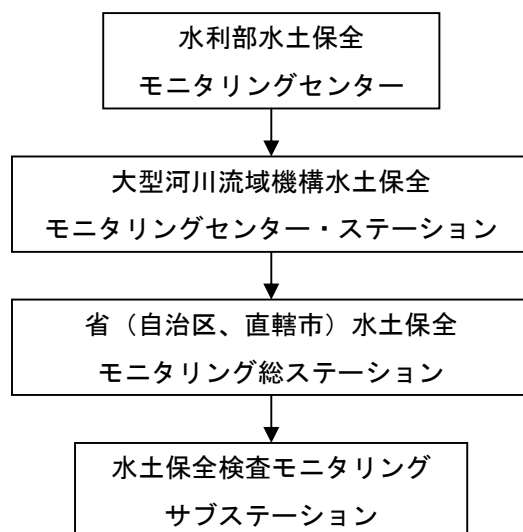 水利部水土保全
モニタリングセンター
大型河川流域機構水土保全
モニタリングセンター・ステーション
省（自治区、直轄市）水土保全
モニタリング総ステーション
水土保全検査モニタリング
サブステーション